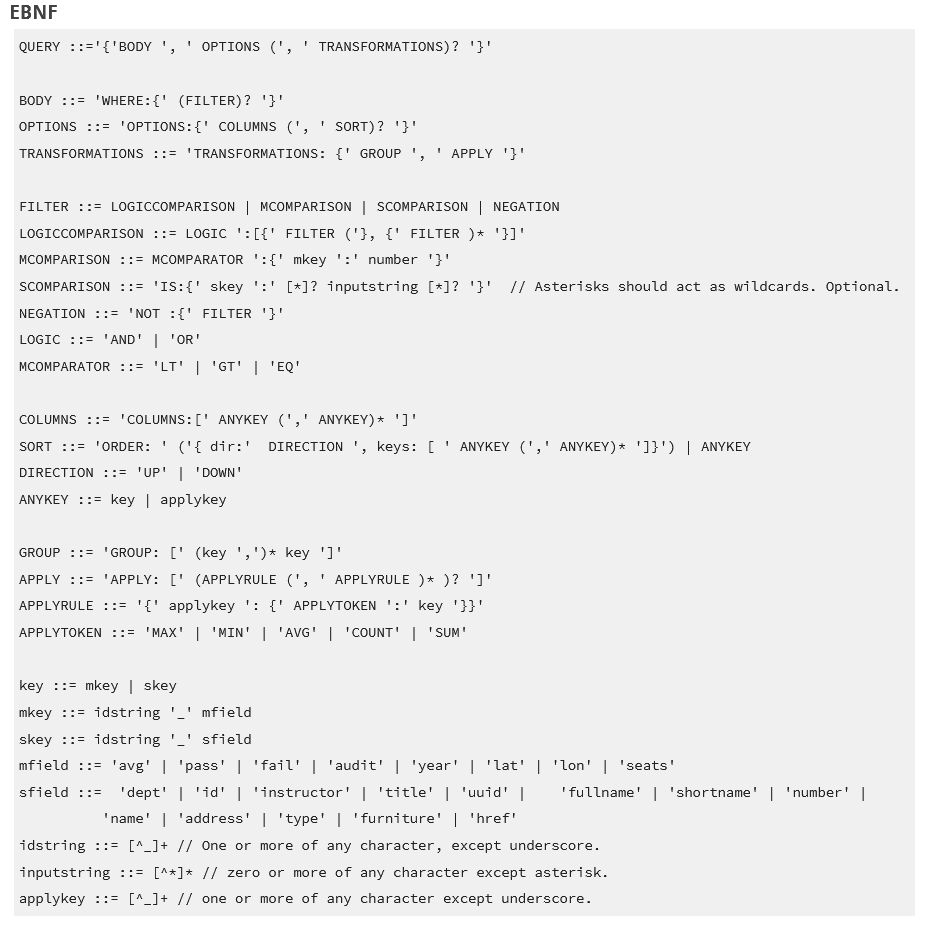 EBNF
QUERY ::='{'BODY ', ' OPTIONS (', ' TRANSFORMATIONS)? '}'
BODY ::= 'WHERE:{' (FILTER)? '}'
OPTIONS ::= 'OPTIONS:{' COLUMNS (', ' SORT)? '}'
TRANSFORMATIONS ::= 'TRANSFORMATIONS: {' GROUP ', ' APPLY '}'
FILTER ::= LOGICCOMPARISON | MCOMPARISON | SCOMPARISON | NEGATION
LOGICCOMPARISON ::= LOGIC ':[{' FILTER ('}, {' FILTER )* '}]'
MCOMPARISON ::= MCOMPARATOR ':{' mkey ':' number '}'
SCOMPARISON ::= 'IS:{' skey ':' [*]? inputstring [*]? '}'  // Asterisks should act as wildcards. Optional.
NEGATION ::= 'NOT :{' FILTER '}'
LOGIC ::= 'AND' | 'OR'
MCOMPARATOR ::= 'LT' | 'GT' | 'EQ'
COLUMNS ::= 'COLUMNS:[' ANYKEY (',' ANYKEY)* ']'
SORT ::= 'ORDER: ' ('{ dir:'  DIRECTION ', keys: [ ' ANYKEY (',' ANYKEY)* ']}') | ANYKEY
DIRECTION ::= 'UP' | 'DOWN'
ANYKEY ::= key | applykey
GROUP ::= 'GROUP: [' (key ',')* key ']'
APPLY ::= 'APPLY: [' (APPLYRULE (', ' APPLYRULE )* )? ']'
APPLYRULE ::= '{' applykey ': {' APPLYTOKEN ':' key '}}'
APPLYTOKEN ::= 'MAX' | 'MIN' | 'AVG' | 'COUNT' | 'SUM'
key ::= mkey | skey
mkey ::= idstring '_' mfield
skey ::= idstring '_' sfield
mfield ::= 'avg' | 'pass' | 'fail' | 'audit' | 'year' | 'lat' | 'lon' | 'seats'
sfield ::=  'dept' | 'id' | 'instructor' | 'title' | 'uuid' |    'fullname' | 'shortname' | 'number' |
'name' | 'address' | 'type' | 'furniture' | 'href'
idstring ::= [^_]+ // One or more of any character, except underscore.
inputstring ::= [^*]* // zero or more of any character except asterisk.
applykey ::= [^_]+ // one or more of any character except underscore.